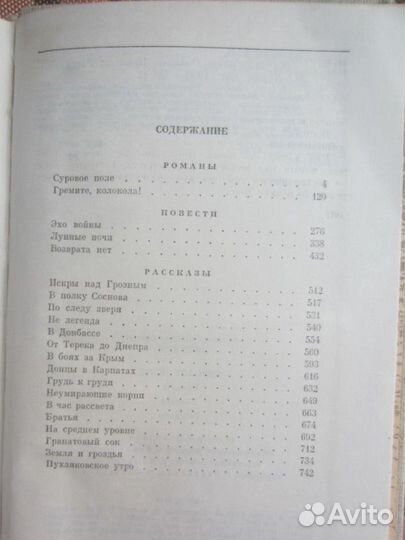 СОДЕРЖАНИЕ
РОМАНЫ
Суровое поле 4
Гремите, колокола! 120
ПОВЕСТИ
Эхо войны 276
Лунные ночи 338
Возврата нет 432
РАССКАЗЫ
Искры над Грозным 512
В полку Соснова 517
По следу зверя 531
Не легенда 540
В Донбассе 554
От Терека до Днепра 560
В боях за Крым 593
Донцы в Карпатах 616
Грудь к груди 632
Неумирающие корни 649
В час рассвета 663
Братья 674
На среднем уровне 692
Гранатовый сок 712
Земля и гроздья 734
Пухляковское утро 742
Avito